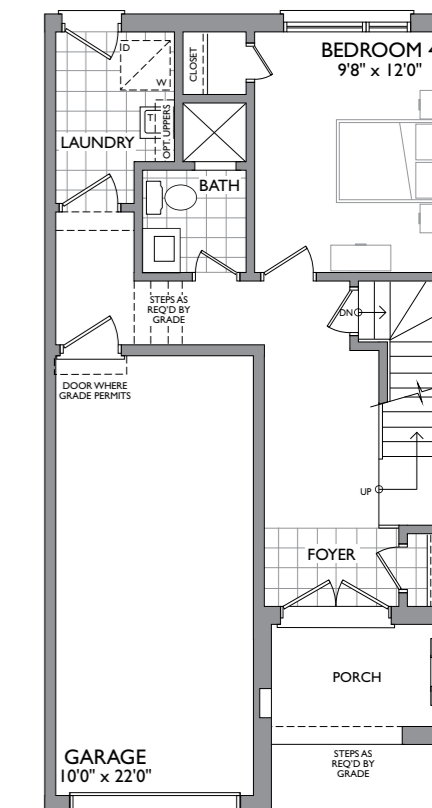 D
W
CLOSET
BEDROOM 4
9'8" x 12'0"
TI
OPT. UPPERS
LAUNDRY
BATH
STEPS AS
REQ'D BY
GRADE
DN
DOOR WHERE
GRADE PERMITS
UP
FOYER
PORCH
GARAGE
10'0" x 22'0"
STEPS AS
REQ'D BY
GRADE